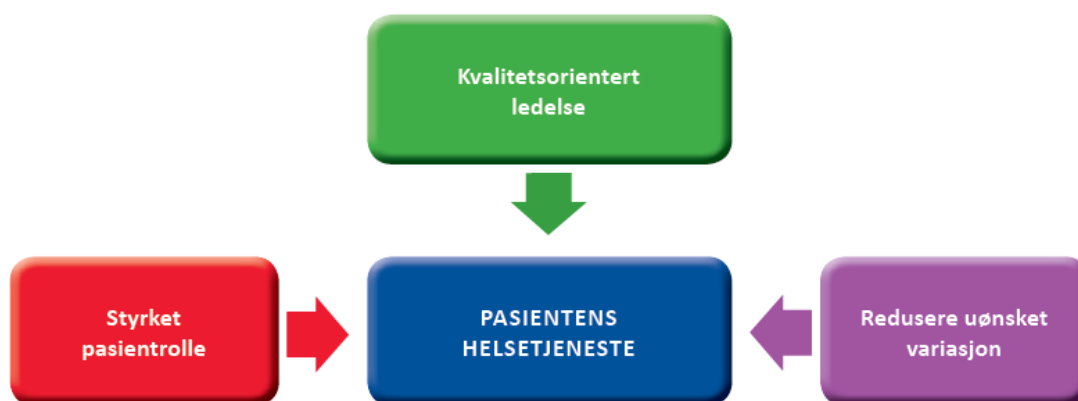 Kvalitetsorientert
ledelse
Styrket
pasientrolle
PASIENTENS
HELSETJENESTE
Redusere uønsket
variasjon